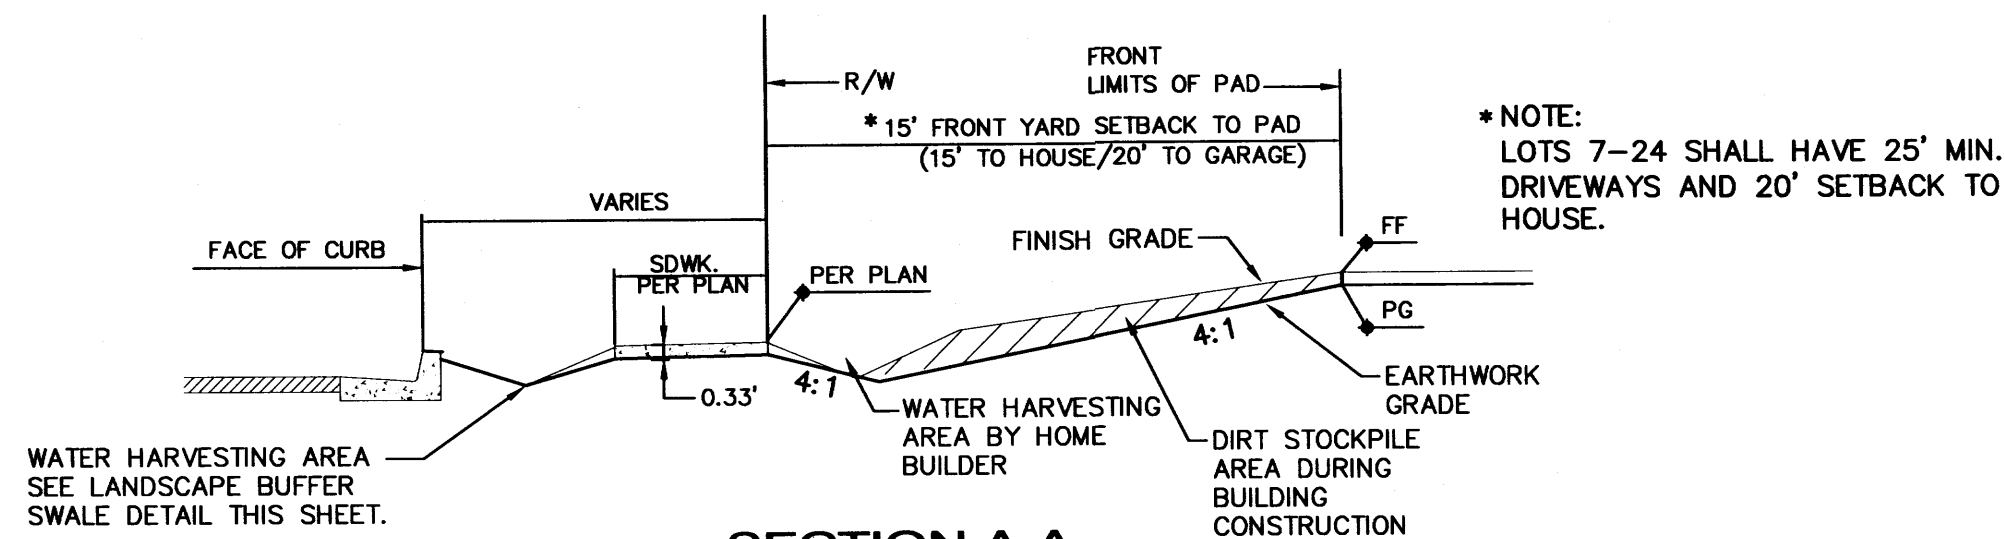 FRONT
LIMITS OF PAD
R/W
* 15' FRONT YARD SETBACK TO PAD
(15' TO HOUSE/20' TO GARAGE)
* NOTE:
LOTS 7-24 SHALL HAVE 25' MIN.
DRIVEWAYS AND 20' SETBACK TO
HOUSE.
VARIES
FACE OF CURB
SDWK.
PER PLAN
PER PLAN
FINISH GRADE
FF
PG
4:1
4:1
0.33'
EARTHWORK
GRADE
WATER HARVESTING
AREA BY HOME
BUILDER
DIRT STOCKPILE
AREA DURING
BUILDING
CONSTRUCTION
WATER HARVESTING AREA
SEE LANDSCAPE BUFFER
SWALE DETAIL THIS SHEET.
SECTION A-A